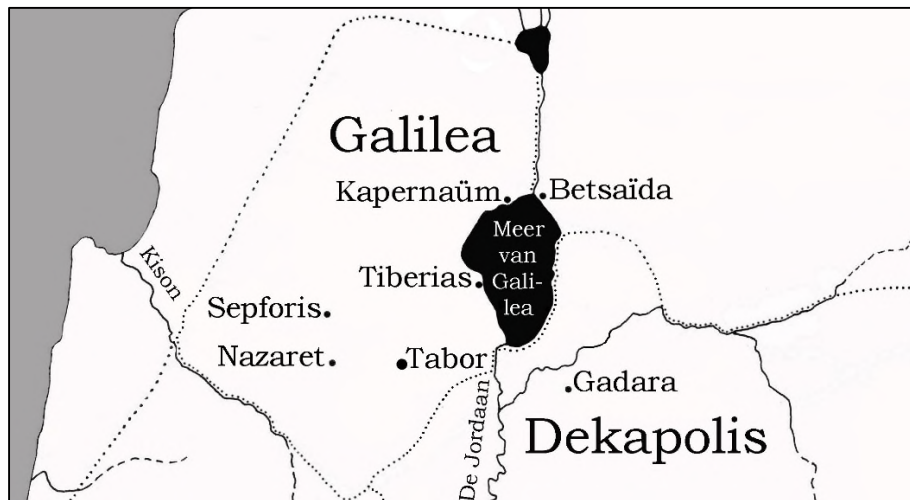 Galilea
Kapernaüm
Betsaïda
Meer
van
Gali-
lea
Kison
Tiberias
Sepforis
Nazaret
Tabor
Gadara
De Jordaan
Dekapolis